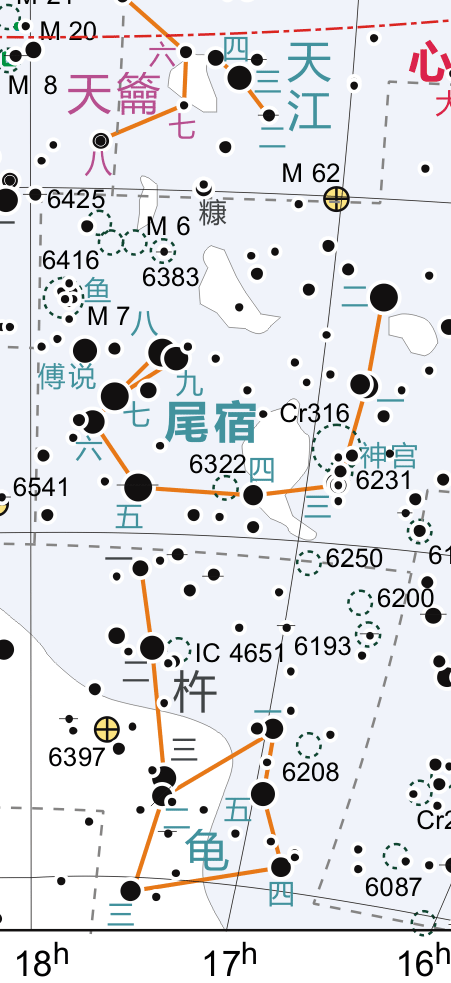 M 21
M 20
六
四
天江
心
M 8
天籥
三
大
七
二
八
M 62
6425
糠
M 6
6416
6383
鱼
二
M 7
八
傅说
九
一
七
尾宿
Cr316
六
神宫
6322
四
6231
6541
三
五
6250
一
6200
6193
IC 4651
二
杵
一
6397
三
6208
二
五
龟
6087
四
三
18h
17h
16h